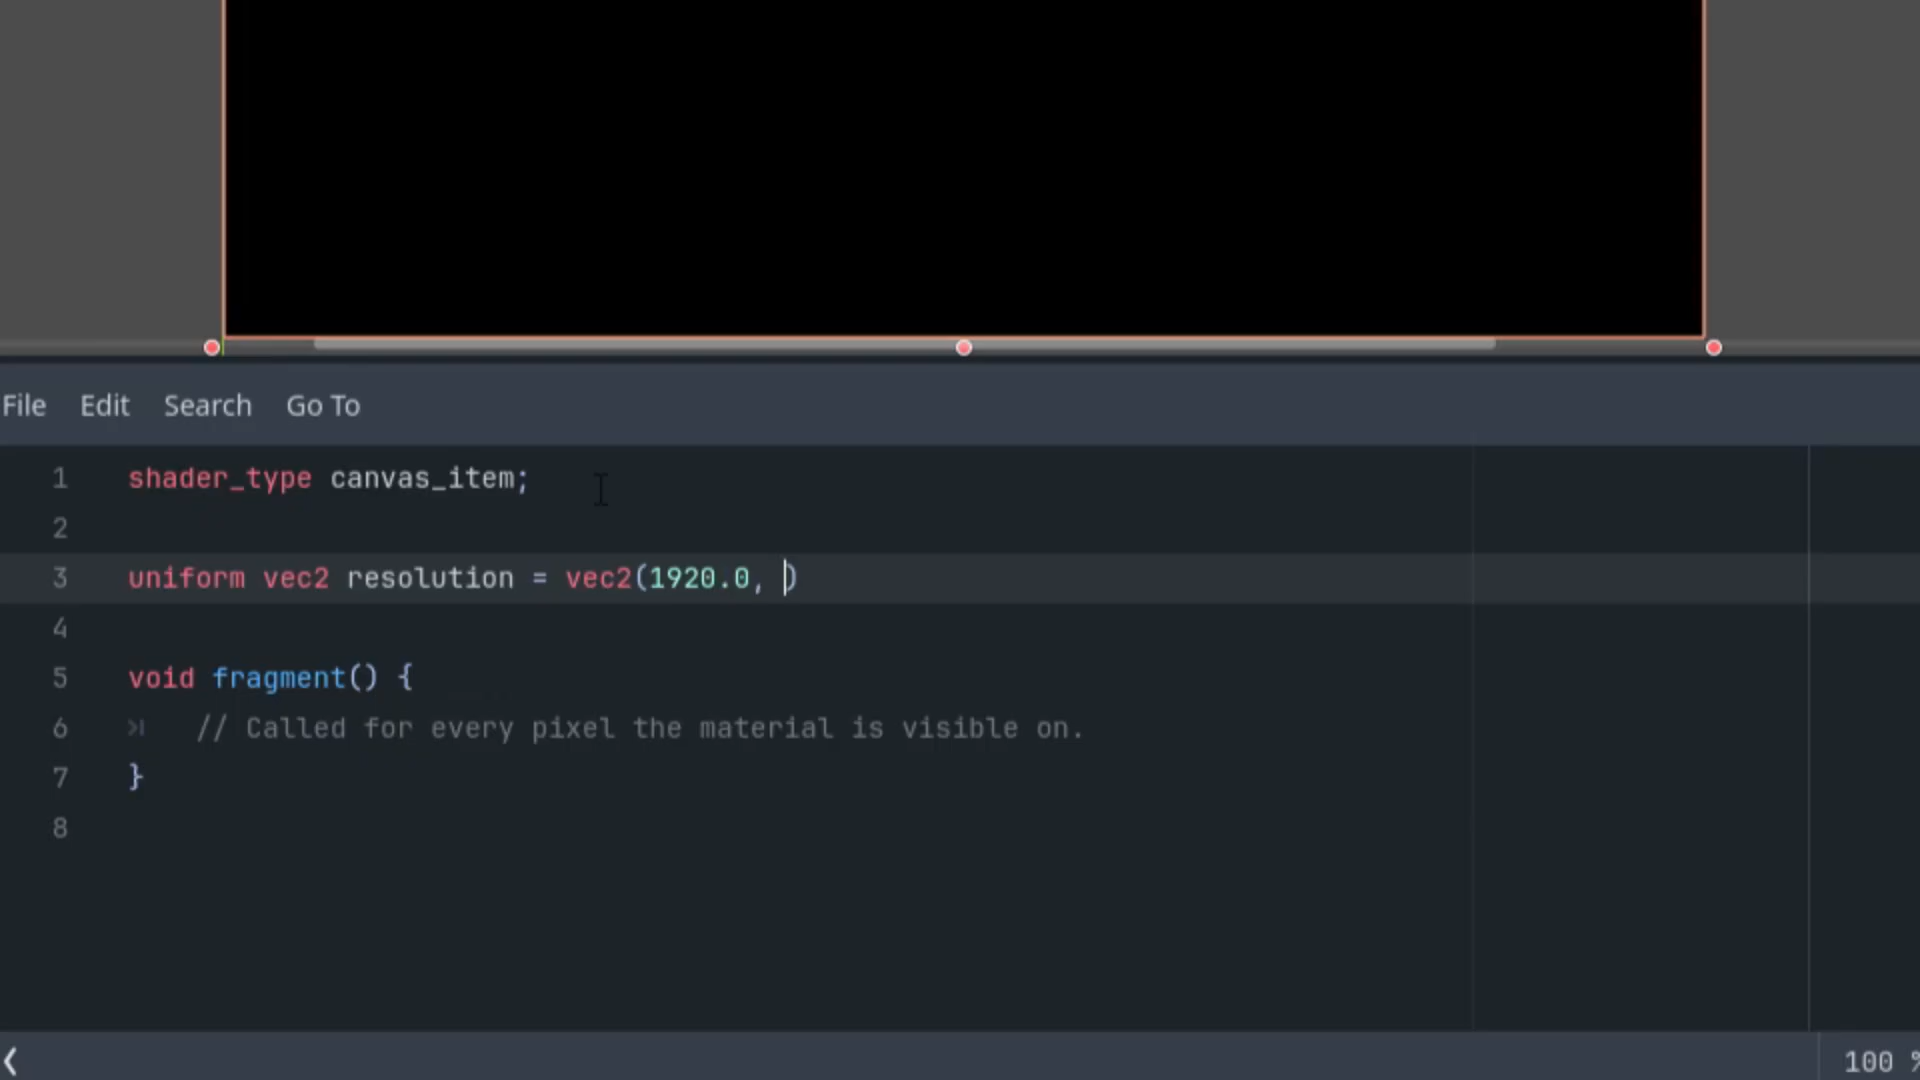 File Edit Search Go To
1 shader_type canvas_item;
2
3 uniform vec2 resolution = vec2(1920.0, )
4
5 void fragment() {
6 // Called for every pixel the material is visible on.
7 }
8
100 %